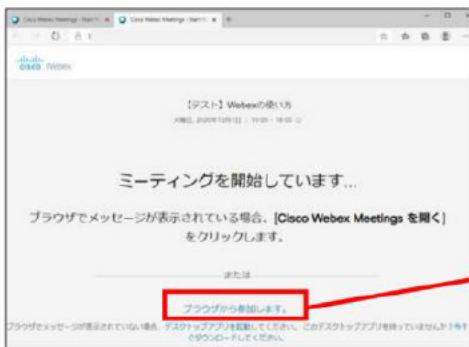 Cisco Webex Meetings - Start Y
Cisco Webex Meetings - Start Y
cisco Webex
【テスト】Webexの使い方
ミーティングを開始しています...
ブラウザでメッセージが表示されている場合、[Cisco Webex Meetings を開く]
をクリックします。
または
ブラウザから参加します。
ブラウザでメッセージが表示されていない場合、デスクトップアプリを起動してください。このデスクトップアプリを持っていませんか？今す
ぐダウンロードしてください。